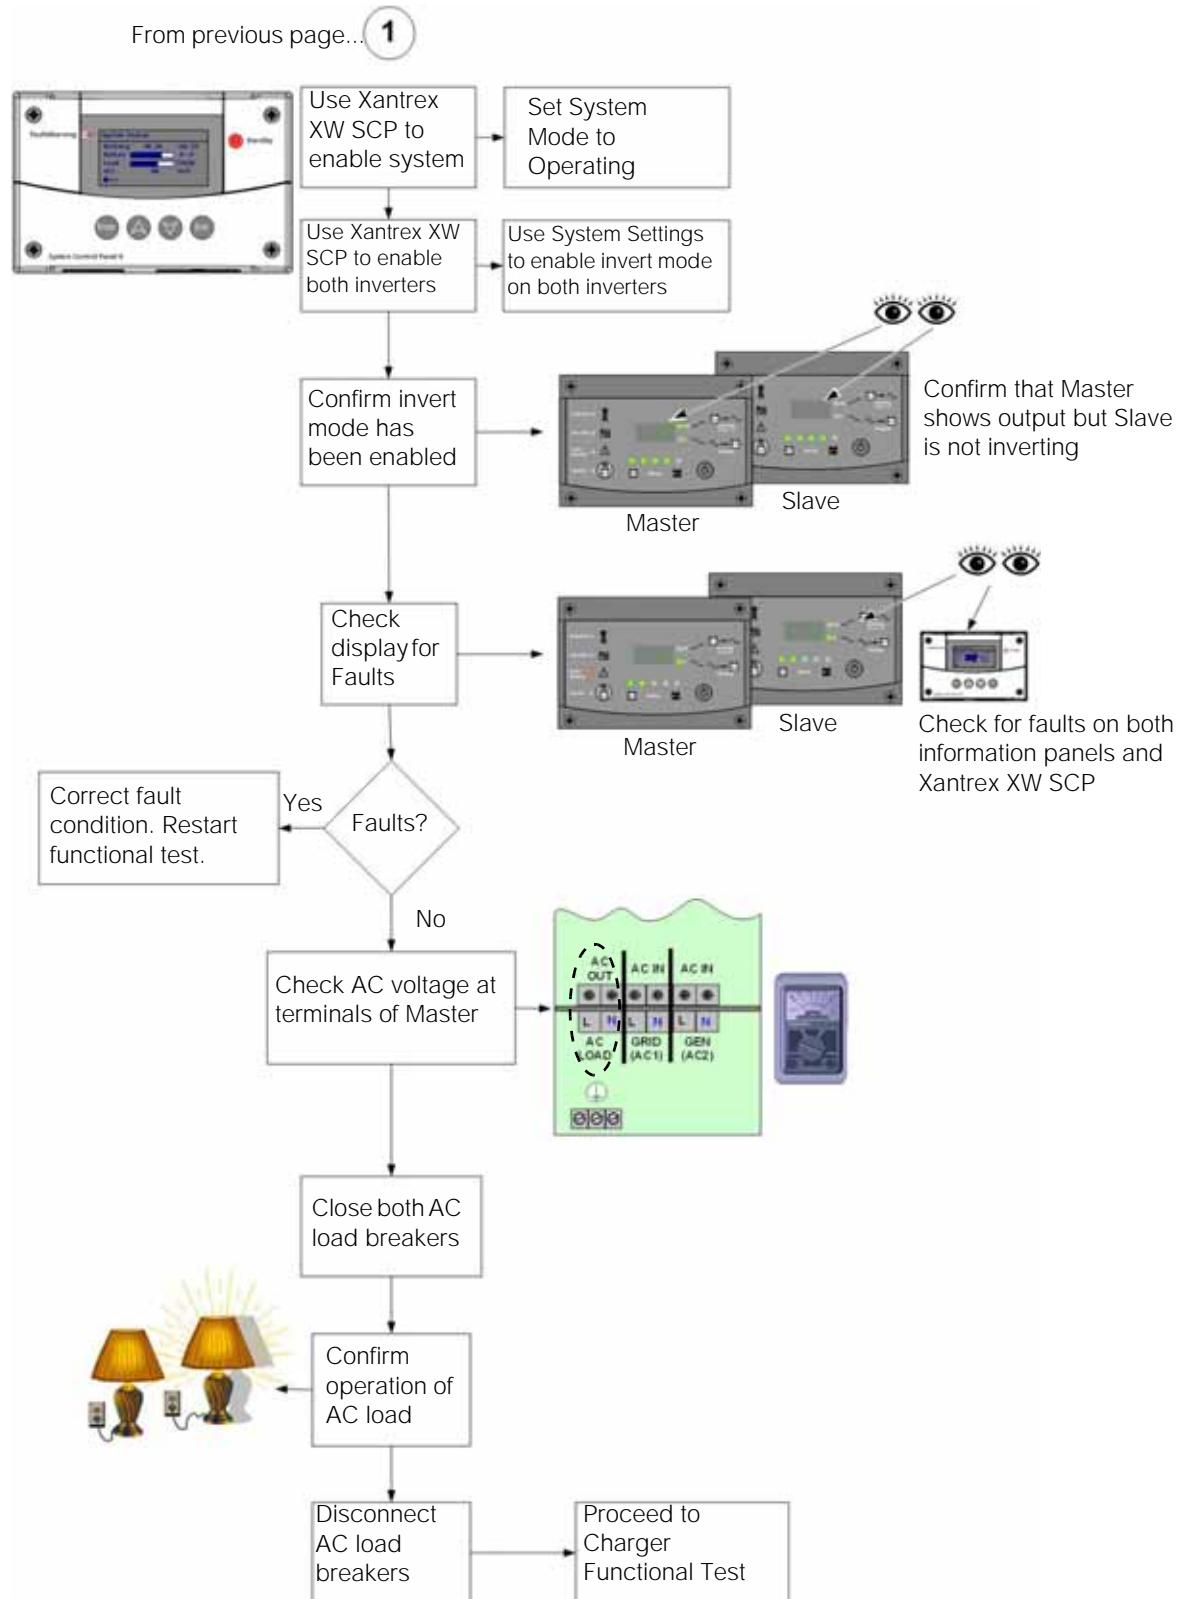 From previous page...
1
Use Xantrex
XW SCP to
enable system
Set System
Mode to
Operating
Use Xantrex XW
SCP to enable
both inverters
Use System Settings
to enable invert mode
on both inverters
Confirm invert
mode has
been enabled
Confirm that Master
shows output but Slave
is not inverting
Slave
Master
Check
display for
Faults
Slave
Master
Check for faults on both
information panels and
Xantrex XW SCP
Correct fault
condition. Restart
functional test.
Yes
Faults?
No
Check AC voltage at
terminals of Master
AC
OUT
AC IN
AC IN
L N L N L N
AC
LOAD
GRID
(AC1)
GEN
(AC2)
Close both AC
load breakers
Confirm
operation of
AC load
Disconnect
AC load
breakers
Proceed to
Charger
Functional Test